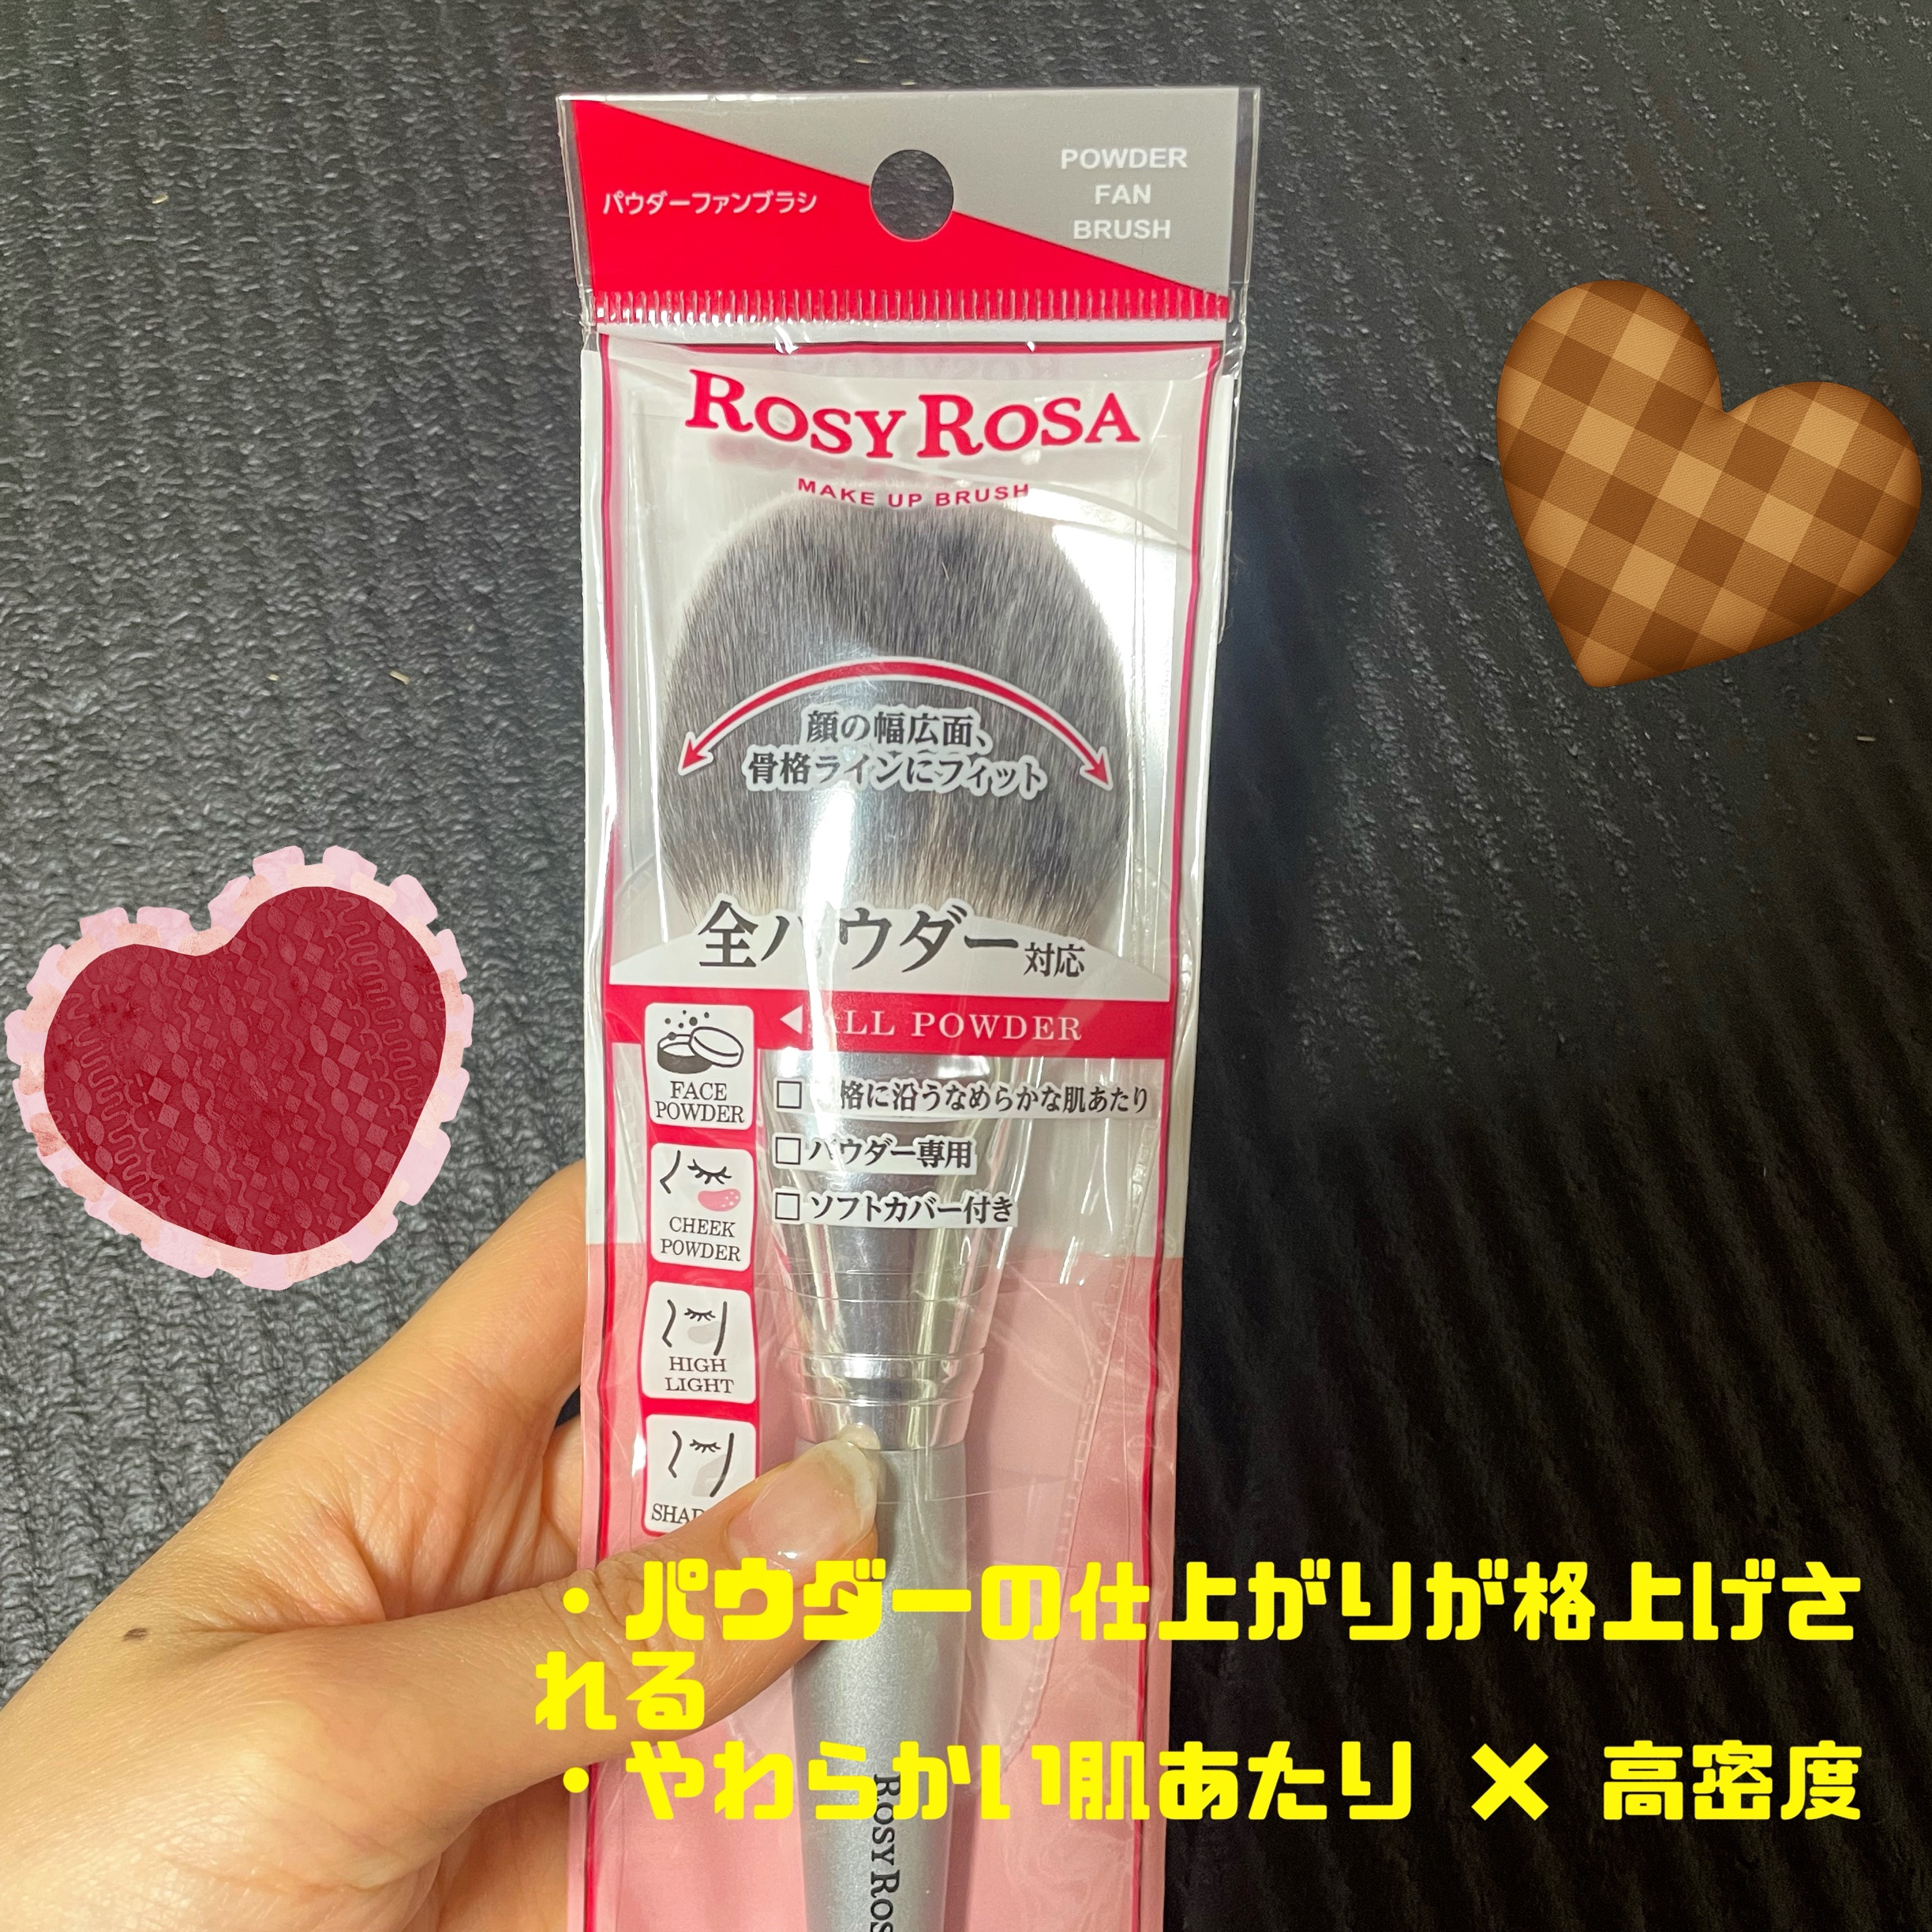 パウダーファンブラシ
POWDER
FAN
BRUSH
ROSY ROSA
MAKE UP BRUSH
顔の幅広面、
骨格ラインにフィット
全パウダー対応
ALL POWDER
FACE
POWDER
格に沿うなめらかな肌あたり
パウダー専用
ソフトカバー付き
CHEEK
POWDER
HIGH
LIGHT
・パウダーの仕上がりが格上げさ
れる
・やわらかい肌あたり × 高密度
ROSY ROS